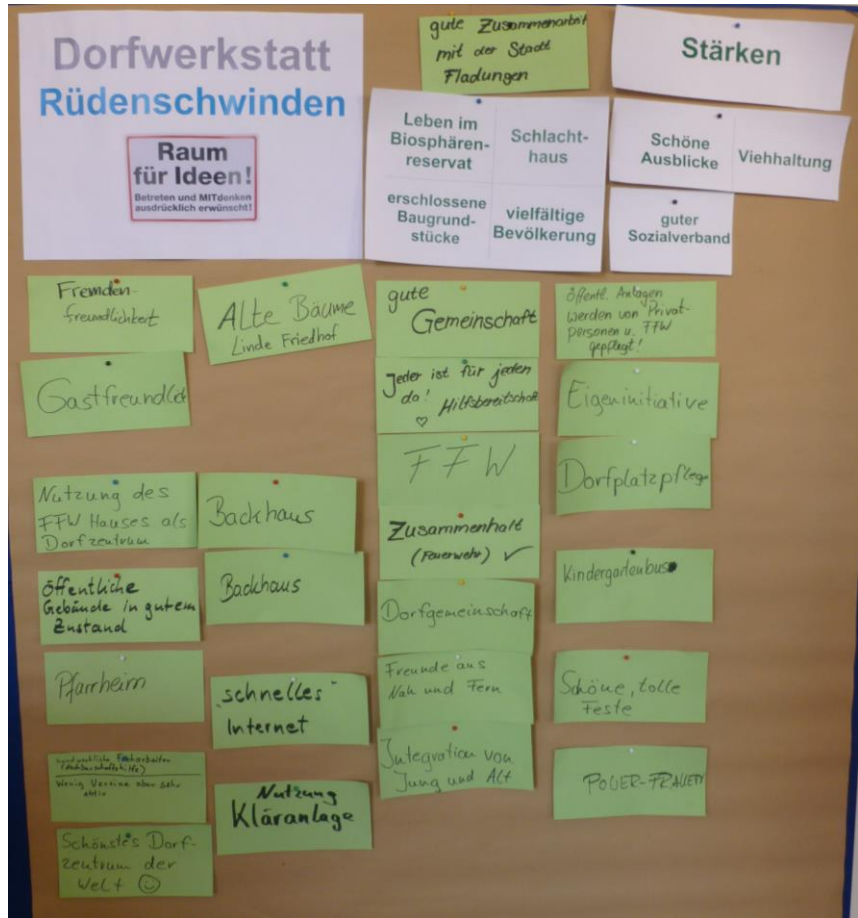 Dorfwerkstatt
Rüdenschwinden
Raum
für Ideen!
Betreten und MITdenken
ausdrücklich erwünscht!
gute Zusammenarbeit
mit der Stadt
Fladungen
Stärken
Leben im
Biosphären-
reservat
Schlacht-
haus
erschlossene
Baugrund-
stücke
vielfältige
Bevölkerung
Schöne
Ausblicke
Viehhaltung
guter
Sozialverband
Fremden-
freundlichkeit
Gastfreundlich
Nutzung des
FFW Hauses als
Dorfzentrum
öffentliche
Gebäude in gutem
Zustand
Pfarrheim
(Nachbarschaftshilfe)
Wenig Vereine aber sehr
aktiv
Schönstes Dorf-
zentrum der
Welt
Alte Bäume
Linde Friedhof
Backhaus
Backhaus
"schnelles"
Internet
Nutzung
Kläranlage
gute
Gemeinschaft
Jeder ist für jeden
da!
Hilfsbereitschaft
FFW
Zusammenhalt
(Feuerwehr) ✓
Dorfgemeinschaft
Freunde aus
Nah und Fern
Integration von
Jung und Alt
öffentl. Anlagen
werden von Privat-
personen u. FFW
gepflegt!
Eigeninitiative
Dorfplatzpflege
Kindergartenbus
Schöne, tolle
Feste
POWER-FRAUEN